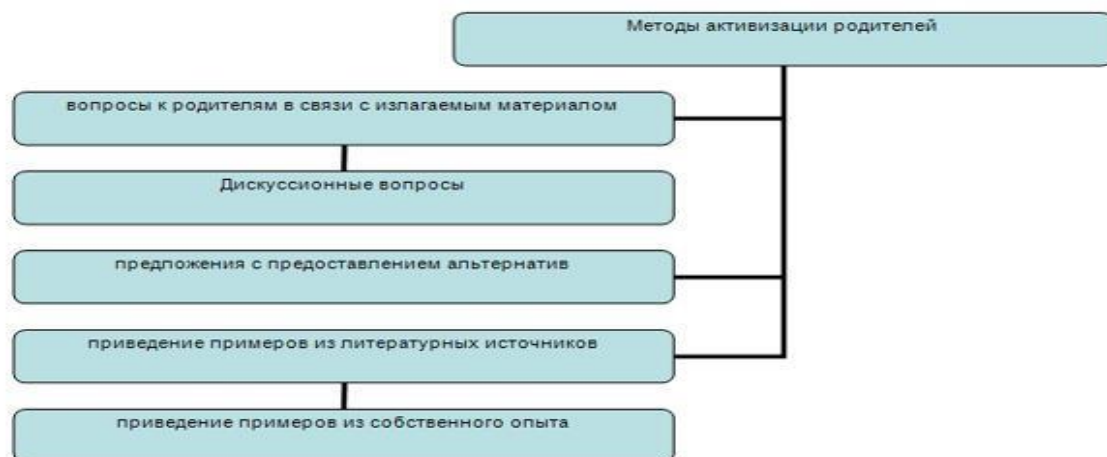 Методы активизации родителей
вопросы к родителям в связи с излагаемым материалом
Дискуссионные вопросы
предложения с предоставлением альтернатив
приведение примеров из литературных источников
приведение примеров из собственного опыта